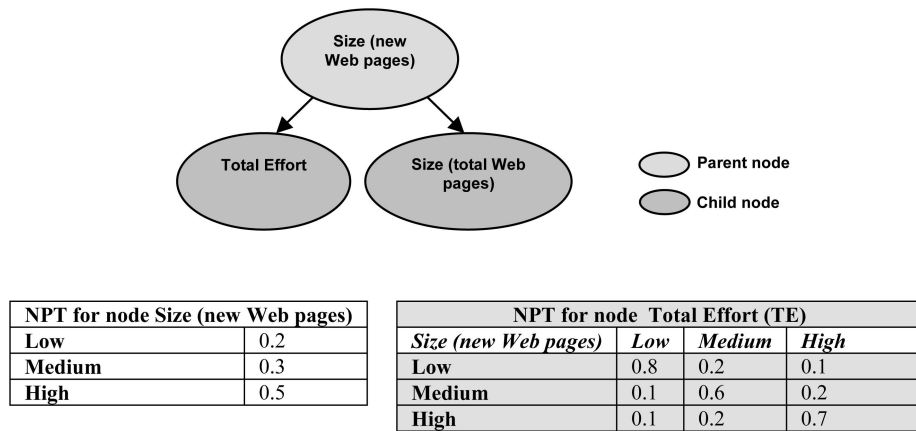 Size (new
Web pages)
Total Effort
Size (total Web
pages)
Parent node
Child node
NPT for node Size (new Web pages)
Low 0.2
Medium 0.3
High 0.5
NPT for node Total Effort (TE)
Size (new Web pages) Low Medium High
Low 0.8 0.2 0.1
Medium 0.1 0.6 0.2
High 0.1 0.2 0.7